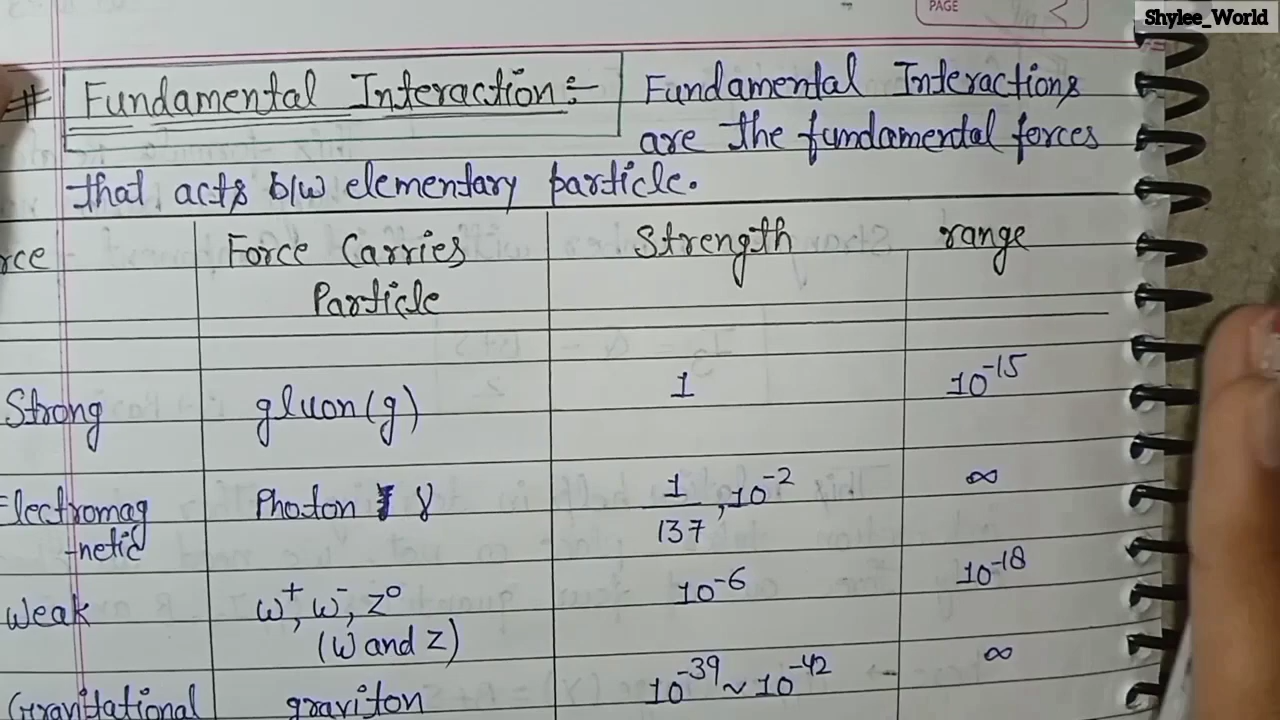 PAGE
Shylee_World
# Fundamental Interaction :- Fundamental Interactions
are the fundamental forces
that acts b/w elementary particle.
rce Force Carries Strength range
Particle
Strong gluon(g) 1 10^-15
Electromag Photon γ 1/137, 10^-2 ∞
-netic
Weak W+, W-, Z0 10^-6 10^-18
(W and Z)
Gravitational graviton 10^-39 ~ 10^-42 ∞